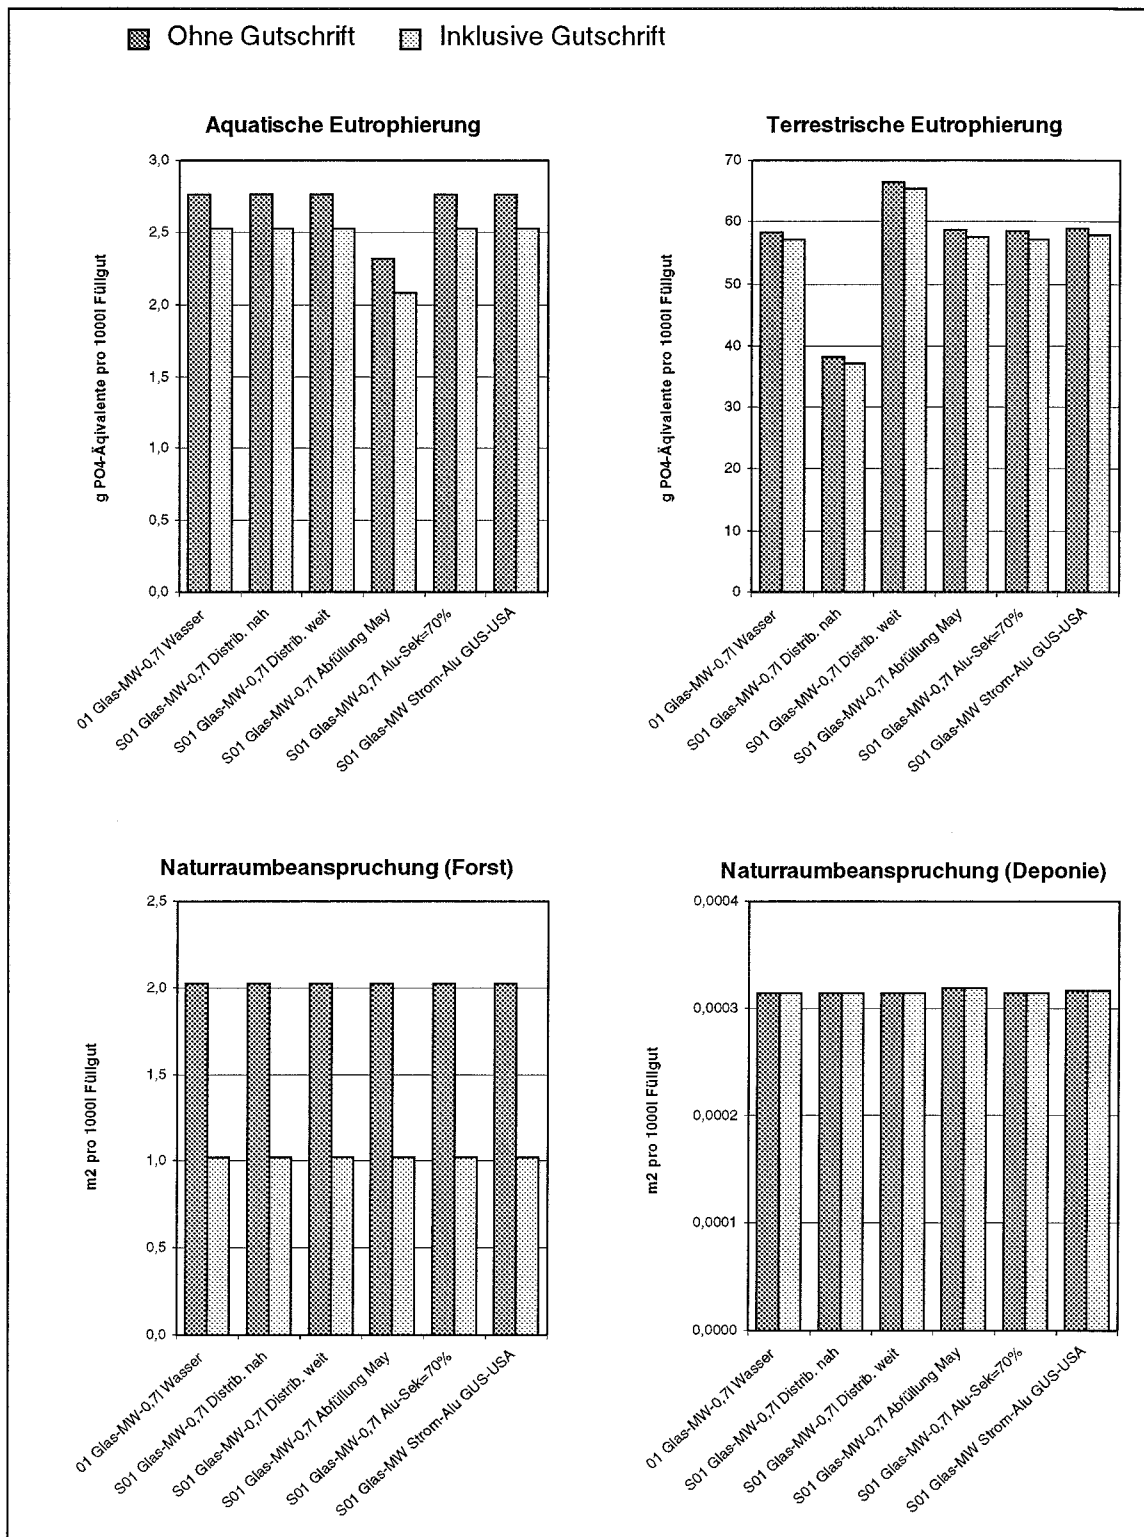 Ohne Gutschrift Inklusive Gutschrift
Aquatische Eutrophierung
g PO4-Äqivalente pro 1000l Füllgut
3,0
2,5
2,0
1,5
1,0
0,5
0,0
01 Glas-MW-0,7l Wasser
S01 Glas-MW-0,7l Distrib. nah
S01 Glas-MW-0,7l Distrib. weit
S01 Glas-MW-0,7l Abfüllung May
S01 Glas-MW-0,7l Alu-Sek=70%
S01 Glas-MW Strom-Alu GUS-USA
Terrestrische Eutrophierung
g PO4-Äqivalente pro 1000l Füllgut
70
60
50
40
30
20
10
0
01 Glas-MW-0,7l Wasser
S01 Glas-MW-0,7l Distrib. nah
S01 Glas-MW-0,7l Distrib. weit
S01 Glas-MW-0,7l Abfüllung May
S01 Glas-MW-0,7l Alu-Sek=70%
S01 Glas-MW Strom-Alu GUS-USA
Naturraumbeanspruchung (Forst)
m2 pro 1000l Füllgut
2,5
2,0
1,5
1,0
0,5
0,0
01 Glas-MW-0,7l Wasser
S01 Glas-MW-0,7l Distrib. nah
S01 Glas-MW-0,7l Distrib. weit
S01 Glas-MW-0,7l Abfüllung May
S01 Glas-MW-0,7l Alu-Sek=70%
S01 Glas-MW Strom-Alu GUS-USA
Naturraumbeanspruchung (Deponie)
m2 pro 1000l Füllgut
0,0004
0,0003
0,0002
0,0001
0,0000
01 Glas-MW-0,7l Wasser
S01 Glas-MW-0,7l Distrib. nah
S01 Glas-MW-0,7l Distrib. weit
S01 Glas-MW-0,7l Abfüllung May
S01 Glas-MW-0,7l Alu-Sek=70%
S01 Glas-MW Strom-Alu GUS-USA